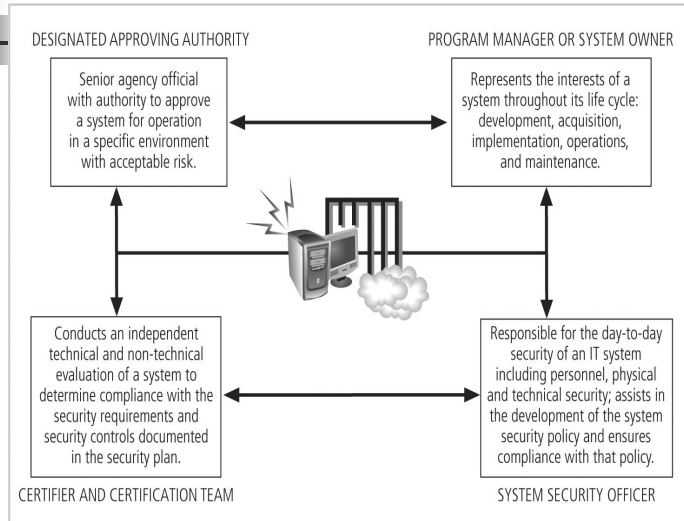 DESIGNATED APPROVING AUTHORITY
Senior agency official
with authority to approve
a system for operation
in a specific environment
with acceptable risk.
PROGRAM MANAGER OR SYSTEM OWNER
Represents the interests of a
system throughout its life cycle:
development, acquisition,
implementation, operations,
and maintenance.
Conducts an independent
technical and non-technical
evaluation of a system to
determine compliance with the
security requirements and
security controls documented
in the security plan.
CERTIFIER AND CERTIFICATION TEAM
Responsible for the day-to-day
security of an IT system
including personnel, physical
and technical security; assists in
the development of the system
security policy and ensures
compliance with that policy.
SYSTEM SECURITY OFFICER